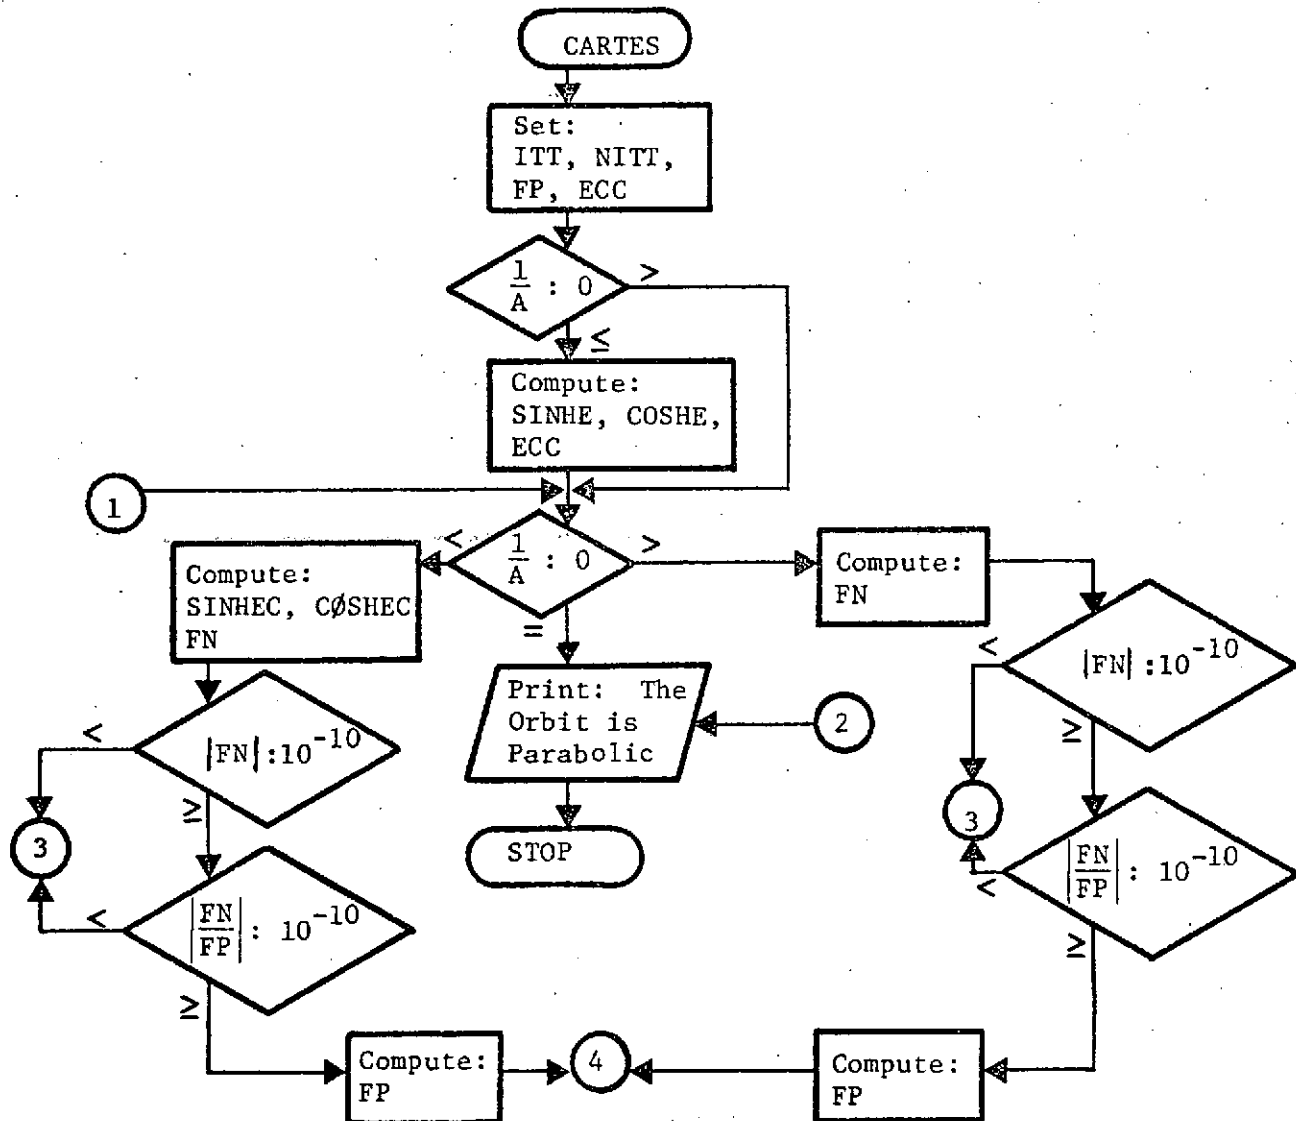 CARTES
Set:
ITT, NITT,
FP, ECC
1/A : 0
>
≤
Compute:
SINHE, COSHE,
ECC
1
<
1/A : 0
>
=
Compute:
SINHEC, CØSHEC
FN
Compute:
FN
|FN| :10^-10
<
≥
Print: The
Orbit is
Parabolic
2
|FN| :10^-10
<
≥
3
3
STOP
|FN/FP| : 10^-10
<
≥
|FN/FP| : 10^-10
<
≥
Compute:
FP
4
Compute:
FP